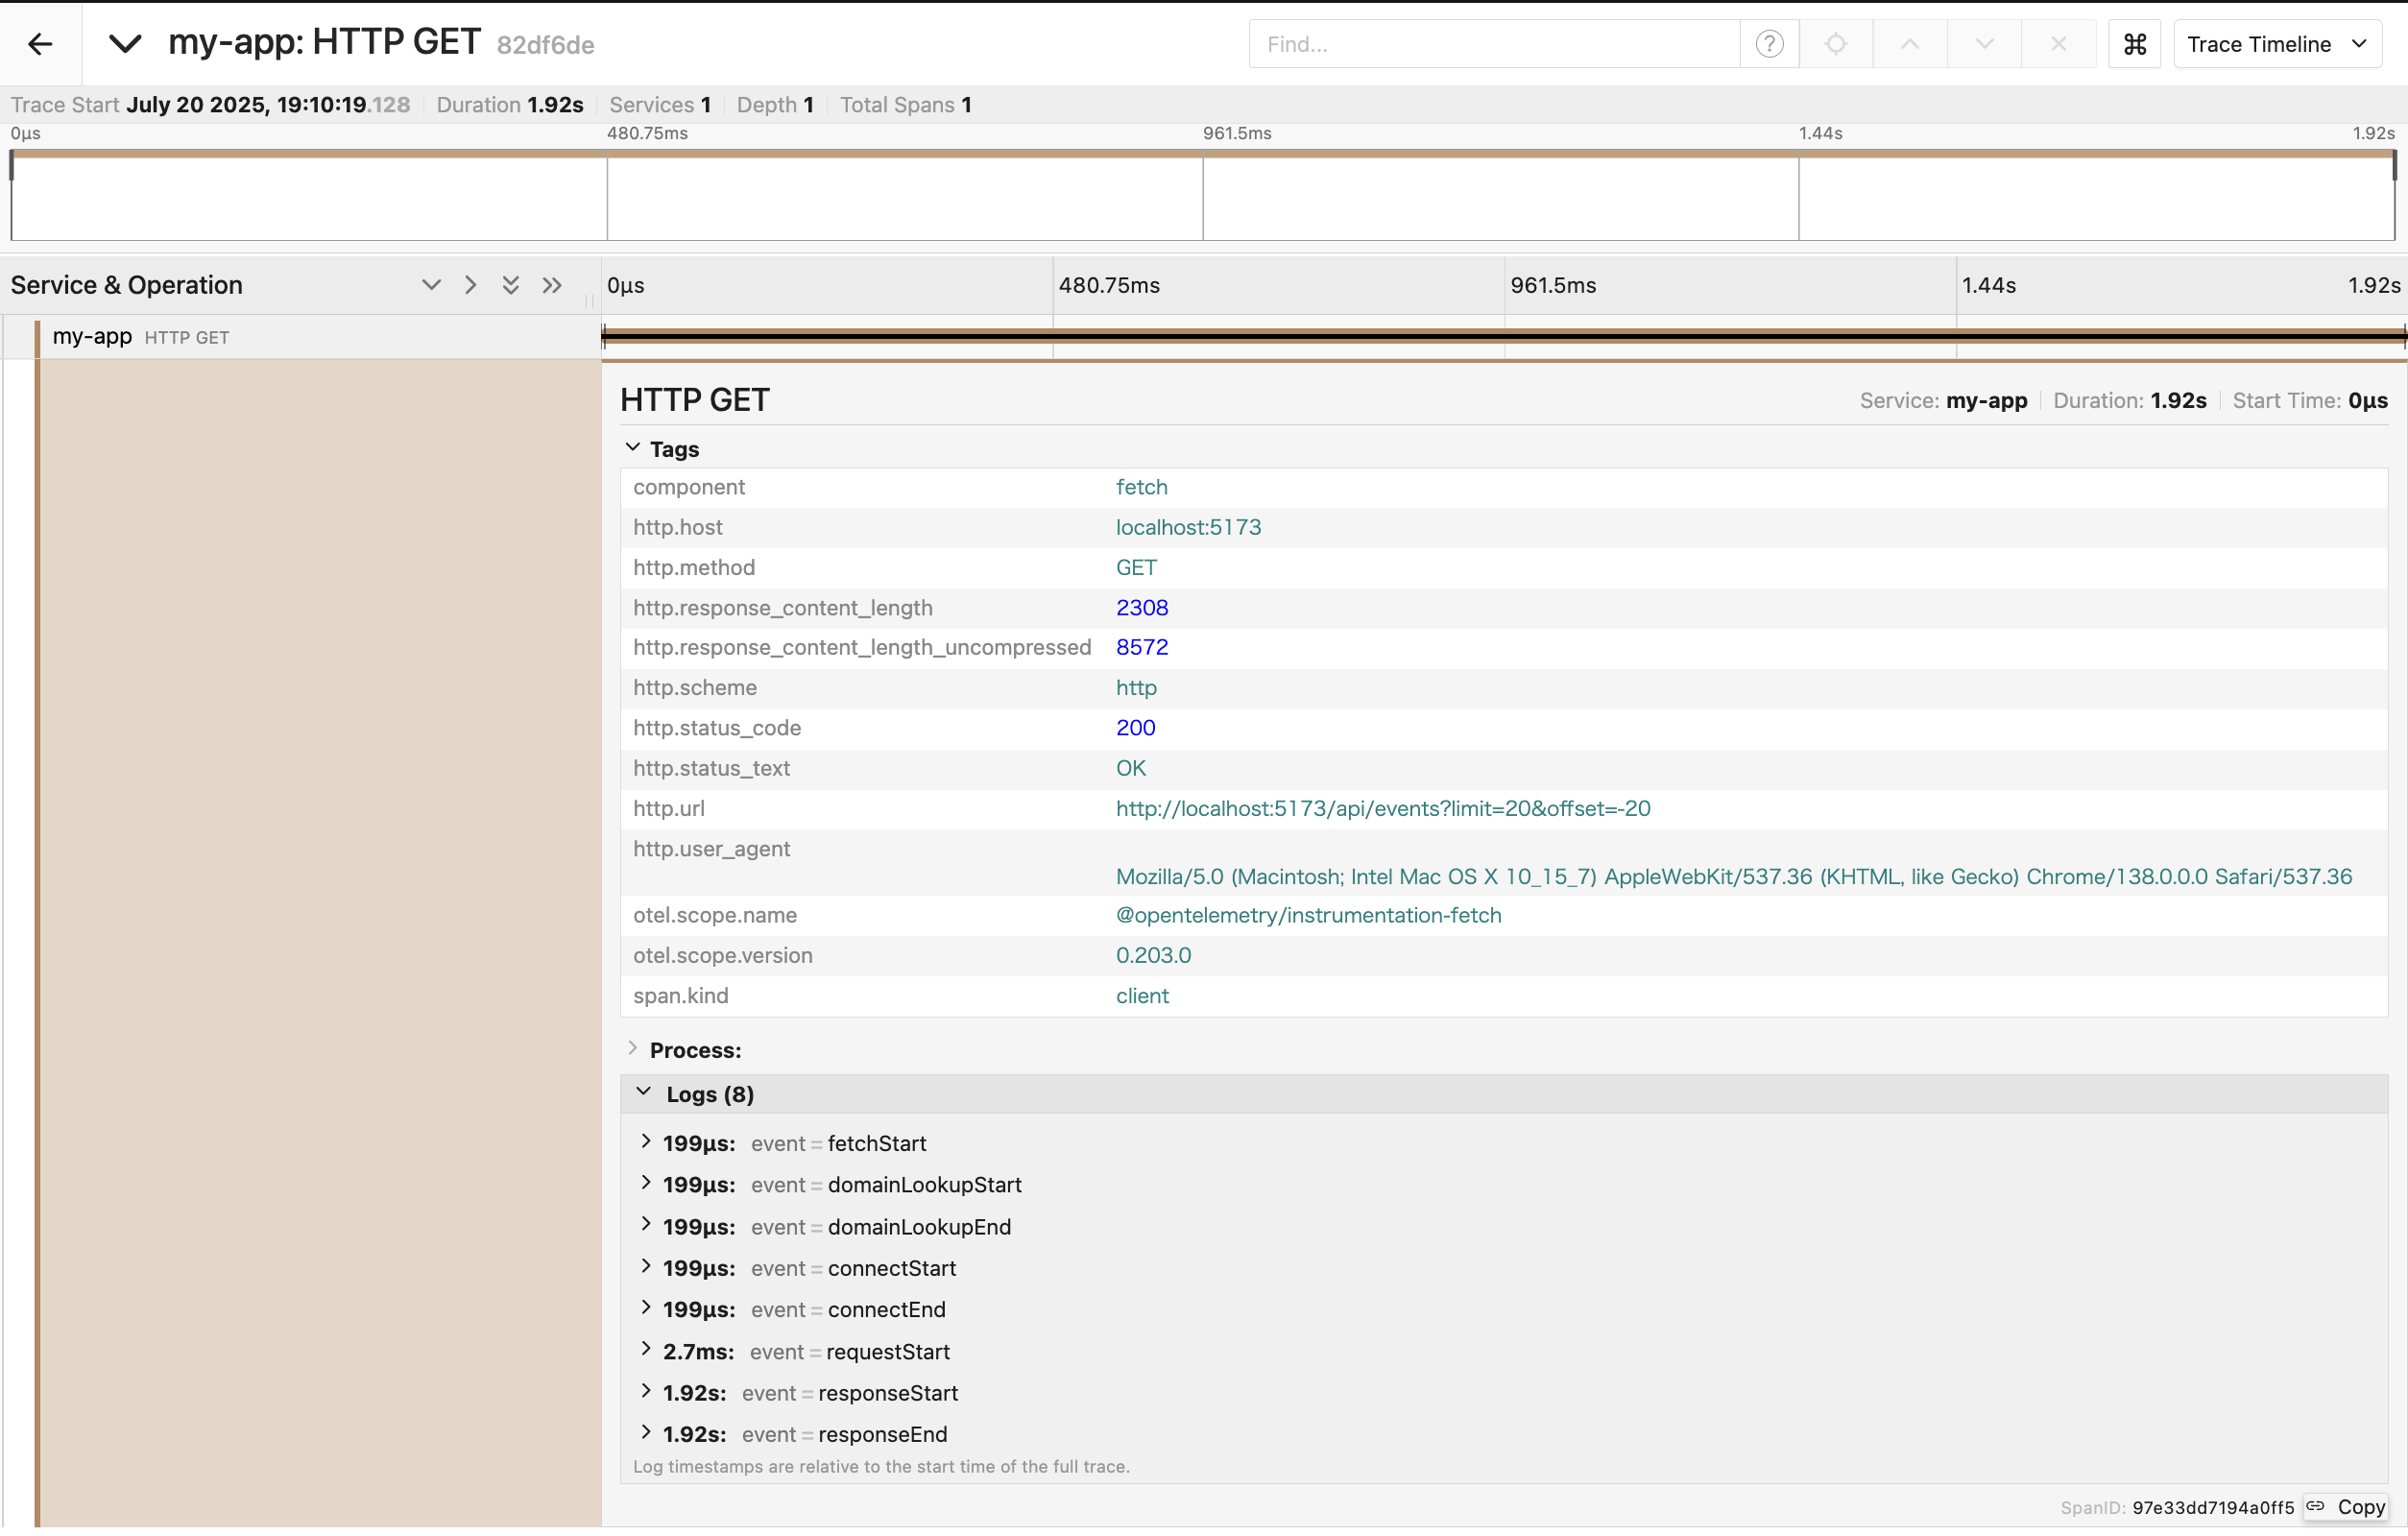 my-app: HTTP GET 82df6de
Find...
Trace Timeline
Trace Start July 20 2025, 19:10:19.128 Duration 1.92s Services 1 Depth 1 Total Spans 1
0μs 480.75ms 961.5ms 1.44s 1.92s
Service & Operation 0μs 480.75ms 961.5ms 1.44s 1.92s
my-app HTTP GET
HTTP GET Service: my-app Duration: 1.92s Start Time: 0μs
Tags
component fetch
http.host localhost:5173
http.method GET
http.response_content_length 2308
http.response_content_length_uncompressed 8572
http.scheme http
http.status_code 200
http.status_text OK
http.url http://localhost:5173/api/events?limit=20&offset=-20
http.user_agent
Mozilla/5.0 (Macintosh; Intel Mac OS X 10_15_7) AppleWebKit/537.36 (KHTML, like Gecko) Chrome/138.0.0.0 Safari/537.36
otel.scope.name @opentelemetry/instrumentation-fetch
otel.scope.version 0.203.0
span.kind client
Process:
Logs (8)
199μs: event = fetchStart
199μs: event = domainLookupStart
199μs: event = domainLookupEnd
199μs: event = connectStart
199μs: event = connectEnd
2.7ms: event = requestStart
1.92s: event = responseStart
1.92s: event = responseEnd
Log timestamps are relative to the start time of the full trace.
SpanID: 97e33dd7194a0ff5 Copy